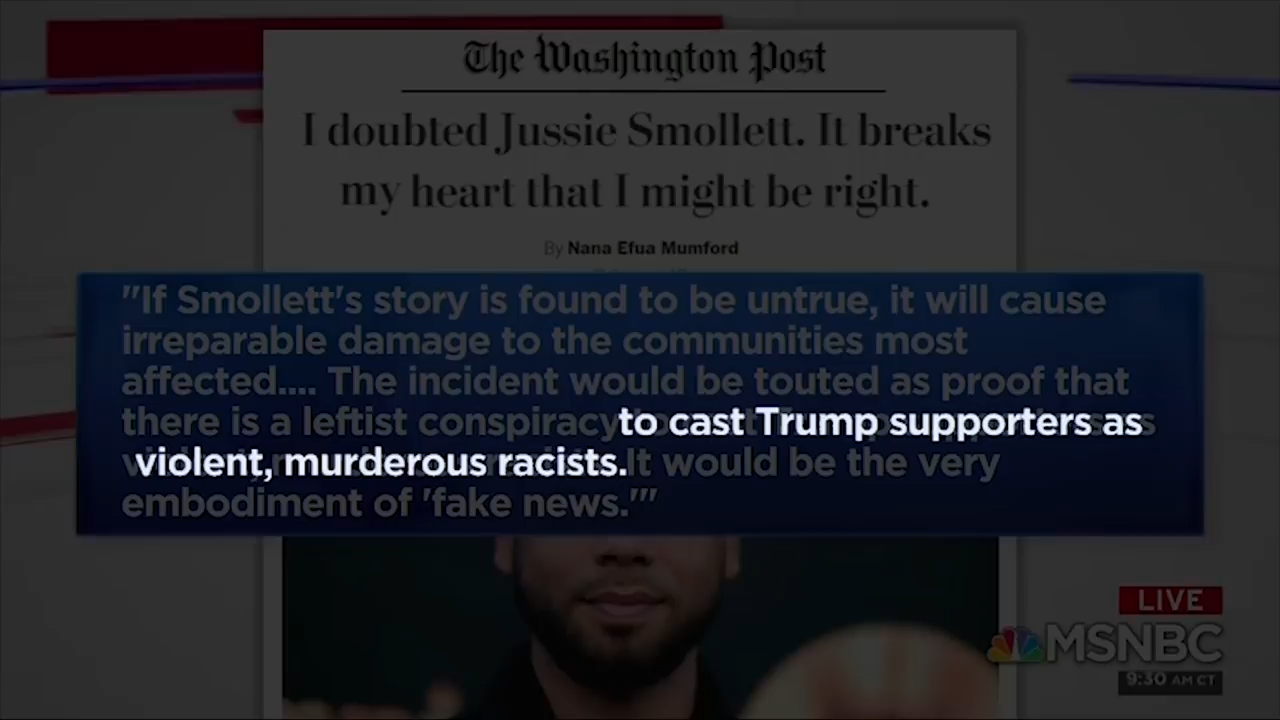 The Washington Post
I doubted Jussie Smollett. It breaks
my heart that I might be right.
By Nana Efua Mumford
"If Smollett's story is found to be untrue, it will cause
irreparable damage to the communities most
affected.... The incident would be touted as proof that
there is a leftist conspiracy to cast Trump supporters as
violent, murderous racists. It would be the very
embodiment of 'fake news.'"
LIVE
MSNBC
9:30 AM CT